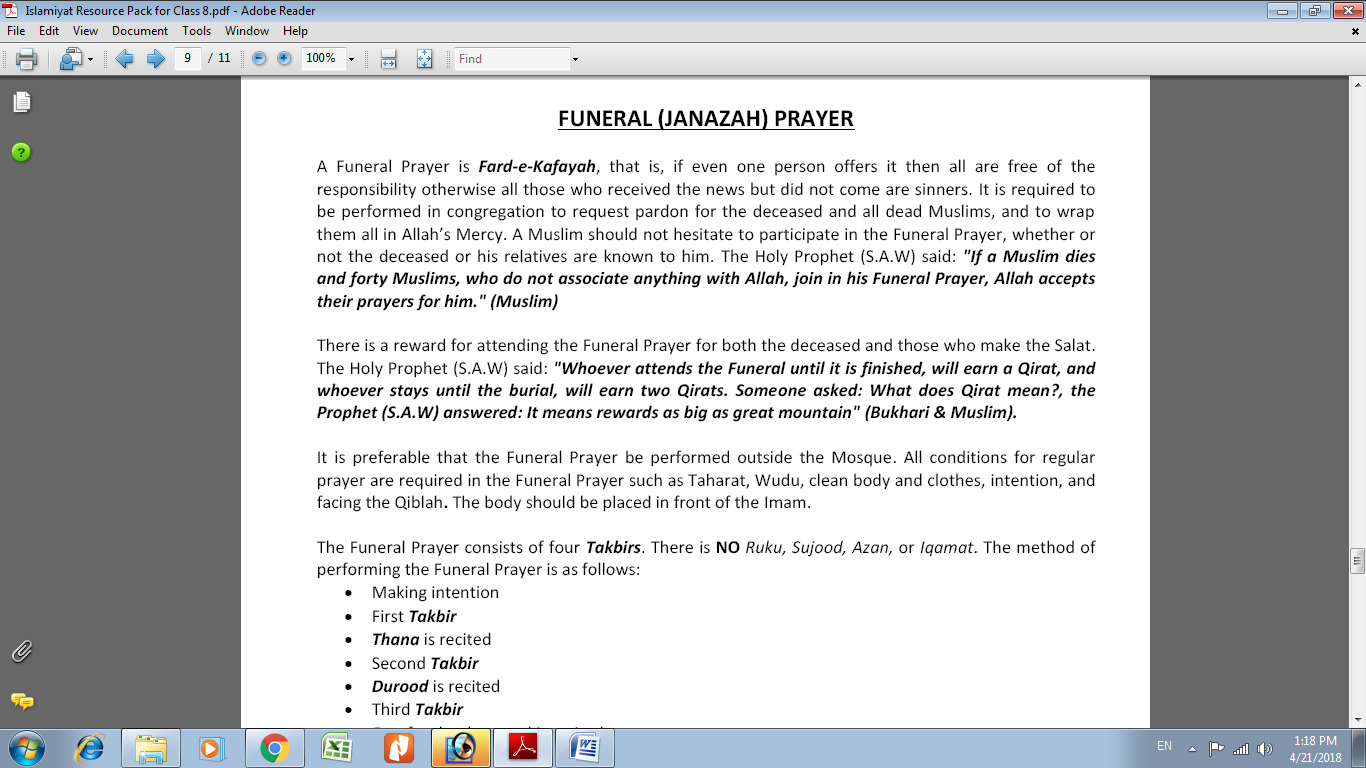 Islamiyat Resource Pack for Class 8.pdf - Adobe Reader
File Edit View Document Tools Window Help
9 / 11 100% Find
FUNERAL (JANAZAH) PRAYER
A Funeral Prayer is Fard-e-Kafayah, that is, if even one person offers it then all are free of the
responsibility otherwise all those who received the news but did not come are sinners. It is required to
be performed in congregation to request pardon for the deceased and all dead Muslims, and to wrap
them all in Allah’s Mercy. A Muslim should not hesitate to participate in the Funeral Prayer, whether or
not the deceased or his relatives are known to him. The Holy Prophet (S.A.W) said: "If a Muslim dies
and forty Muslims, who do not associate anything with Allah, join in his Funeral Prayer, Allah accepts
their prayers for him." (Muslim)
There is a reward for attending the Funeral Prayer for both the deceased and those who make the Salat.
The Holy Prophet (S.A.W) said: "Whoever attends the Funeral until it is finished, will earn a Qirat, and
whoever stays until the burial, will earn two Qirats. Someone asked: What does Qirat mean?, the
Prophet (S.A.W) answered: It means rewards as big as great mountain" (Bukhari & Muslim).
It is preferable that the Funeral Prayer be performed outside the Mosque. All conditions for regular
prayer are required in the Funeral Prayer such as Taharat, Wudu, clean body and clothes, intention, and
facing the Qiblah. The body should be placed in front of the Imam.
The Funeral Prayer consists of four Takbirs. There is NO Ruku, Sujood, Azan, or Iqamat. The method of
performing the Funeral Prayer is as follows:
• Making intention
• First Takbir
• Thana is recited
• Second Takbir
• Durood is recited
• Third Takbir
EN 1:18 PM
4/21/2018